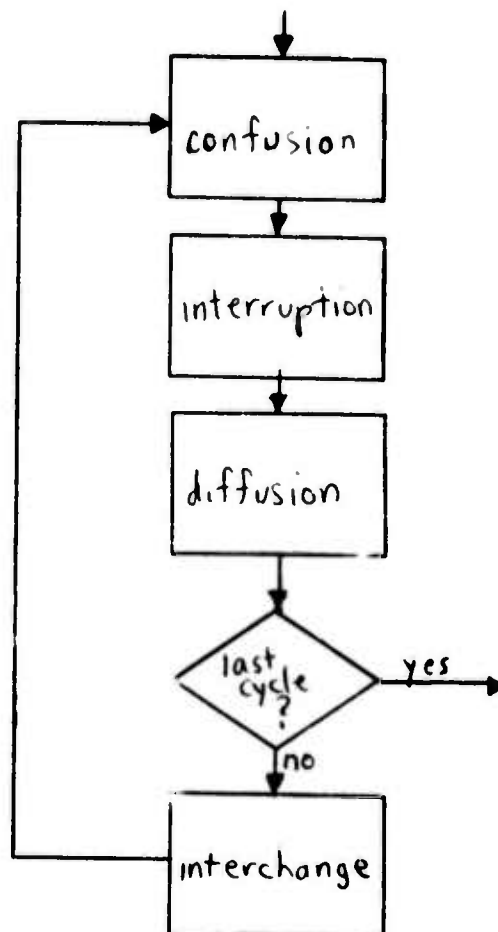 confusion
interruption
diffusion
last
cycle
?
yes
no
interchange